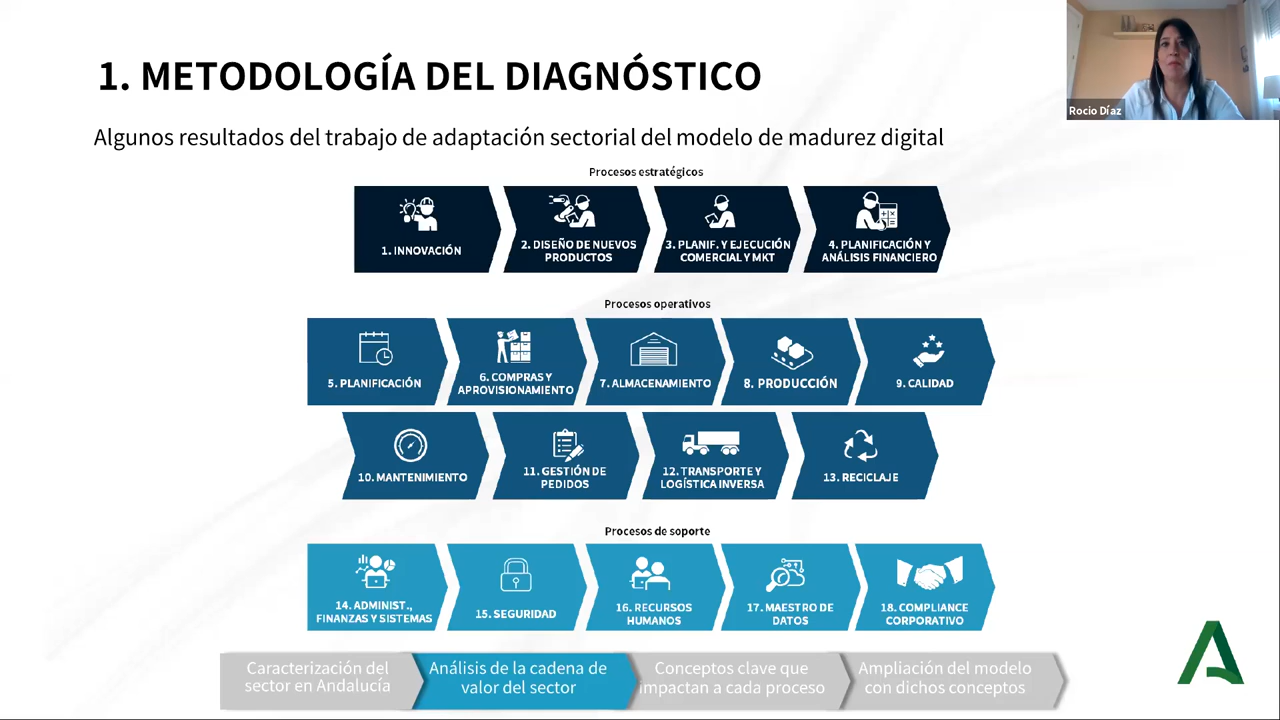 1. METODOLOGÍA DEL DIAGNÓSTICO
Rocio Díaz
Algunos resultados del trabajo de adaptación sectorial del modelo de madurez digital
Procesos estratégicos
1. INNOVACIÓN
2. DISEÑO DE NUEVOS
PRODUCTOS
3. PLANIF. Y EJECUCIÓN
COMERCIAL Y MKT
4. PLANIFICACIÓN Y
ANÁLISIS FINANCIERO
Procesos operativos
5. PLANIFICACIÓN
6. COMPRAS Y
APROVISIONAMIENTO
7. ALMACENAMIENTO
8. PRODUCCIÓN
9. CALIDAD
10. MANTENIMIENTO
11. GESTIÓN DE
PEDIDOS
12. TRANSPORTE Y
LOGÍSTICA INVERSA
13. RECICLAJE
Procesos de soporte
14. ADMINIST.,
FINANZAS Y SISTEMAS
15. SEGURIDAD
16. RECURSOS
HUMANOS
17. MAESTRO DE
DATOS
18. COMPLIANCE
CORPORATIVO
Caracterización del
sector en Andalucía
Análisis de la cadena de
valor del sector
Conceptos clave que
impactan a cada proceso
Ampliación del modelo
con dichos conceptos